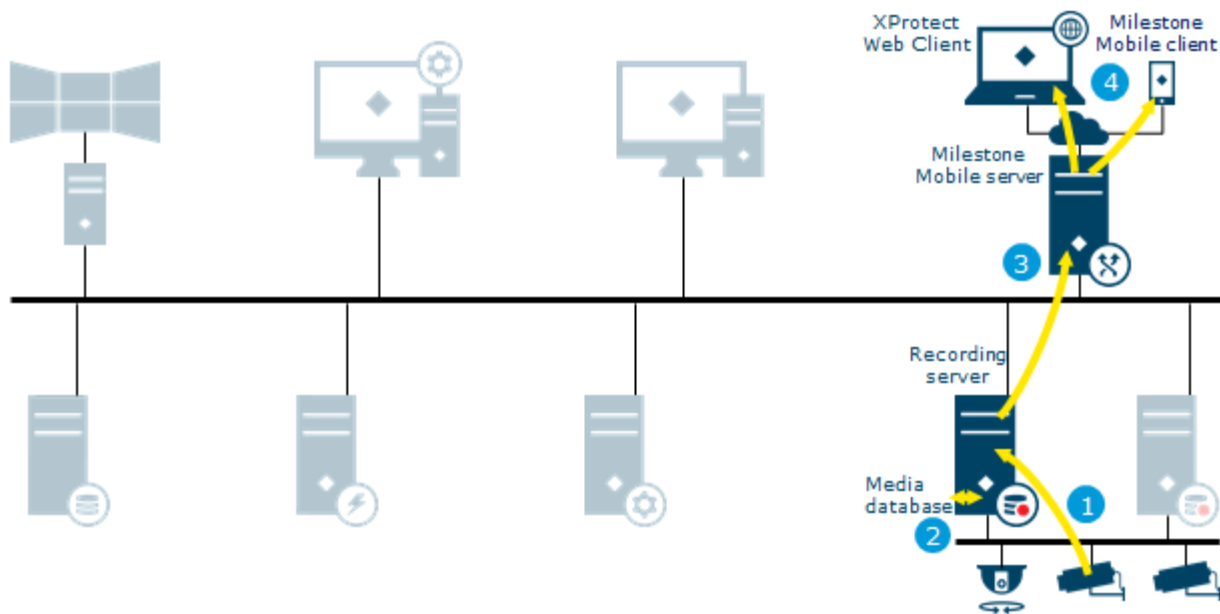 XProtect
Web Client
Milestone
Mobile client
4
Milestone
Mobile server
3
Recording
server
Media
database
1
2